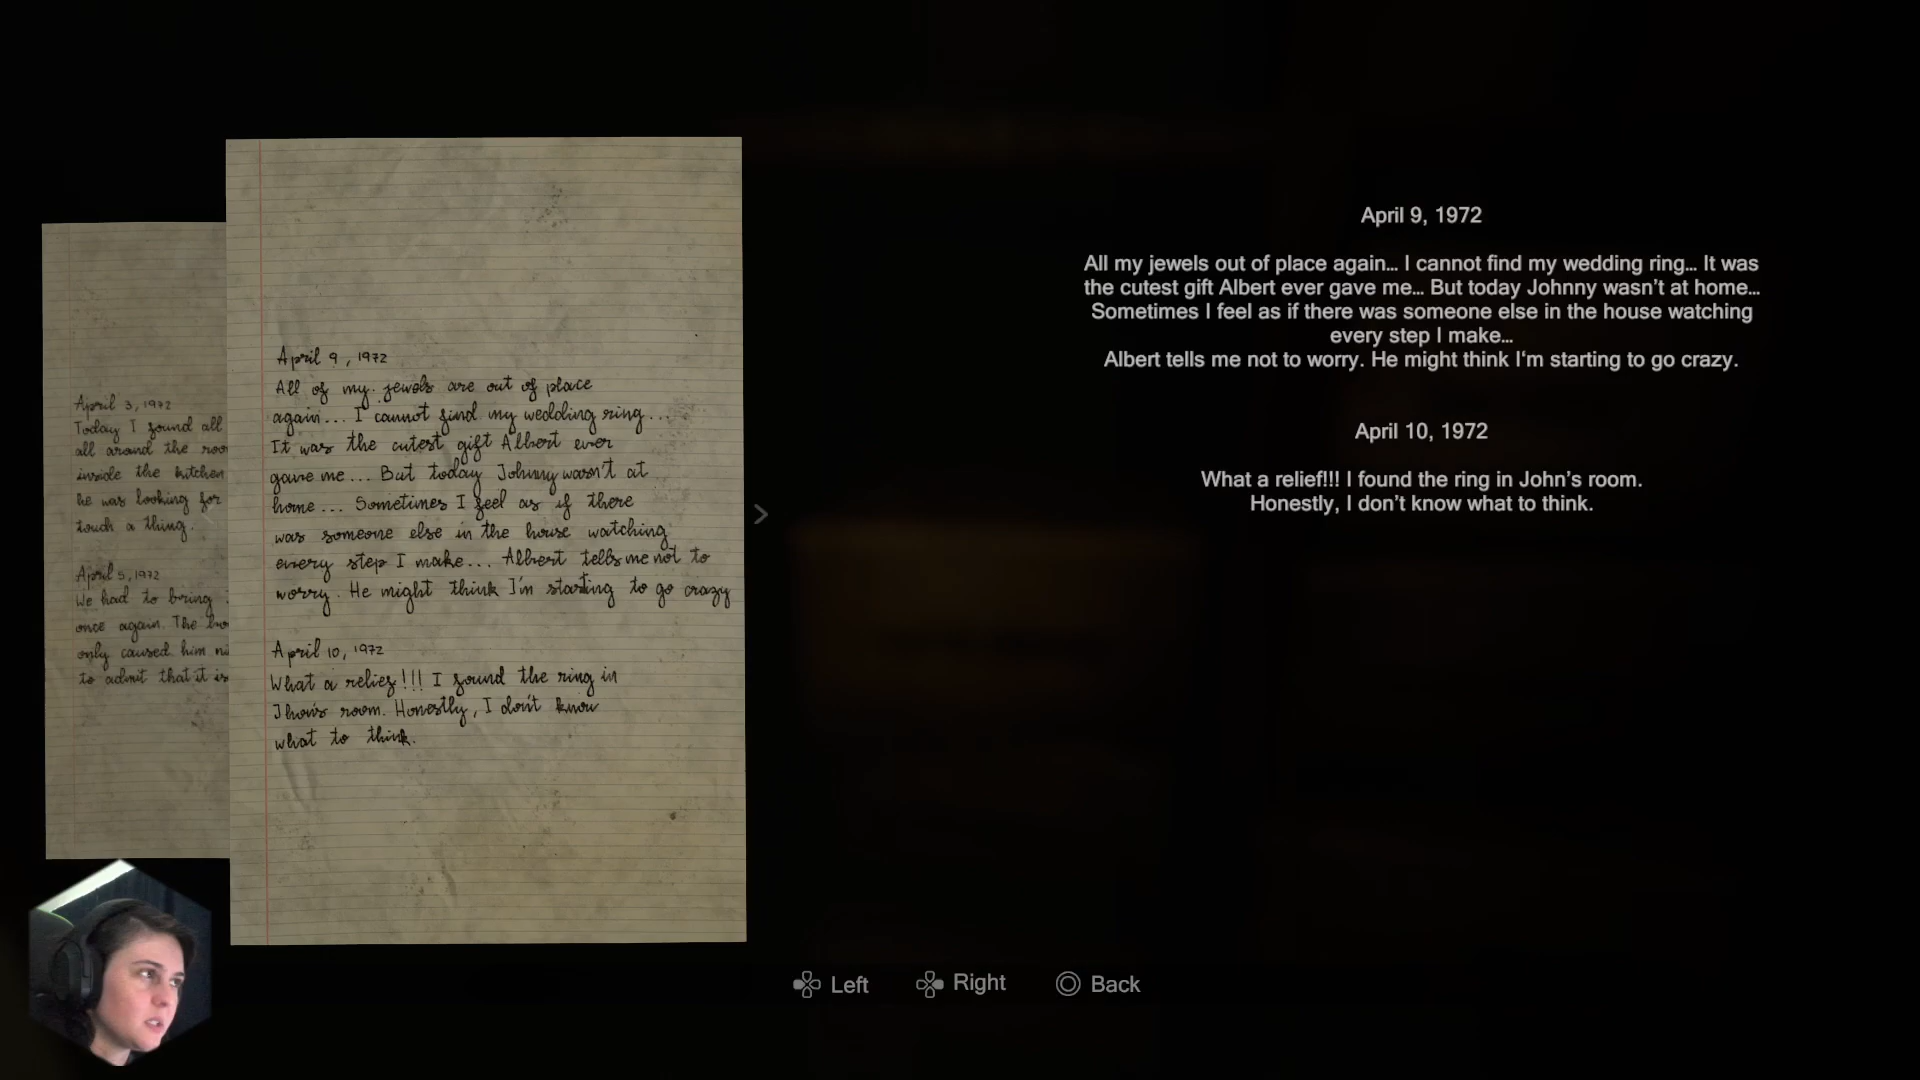 April 3, 1972
Today I found all
all around the roo
inside the kitchen
he was looking for
touch a thing.
April 5, 1972
We had to bring
once again. The
only caused him
to admit that it is
April 9, 1972
All of my jewels are out of place
again... I cannot find my wedding ring...
It was the cutest gift Albert ever
gave me... But today Johnny wasn't at
home... Sometimes I feel as if there
was someone else in the house watching
every step I make... Albert tells me not to
worry. He might think I'm starting to go crazy
April 10, 1972
What a relief!!! I found the ring in
Jhon's room. Honestly, I don't know
what to think.
April 9, 1972
All my jewels out of place again... I cannot find my wedding ring... It was
the cutest gift Albert ever gave me... But today Johnny wasn't at home...
Sometimes I feel as if there was someone else in the house watching
every step I make...
Albert tells me not to worry. He might think I'm starting to go crazy.
April 10, 1972
What a relief!!! I found the ring in John's room.
Honestly, I don't know what to think.
Left Right Back